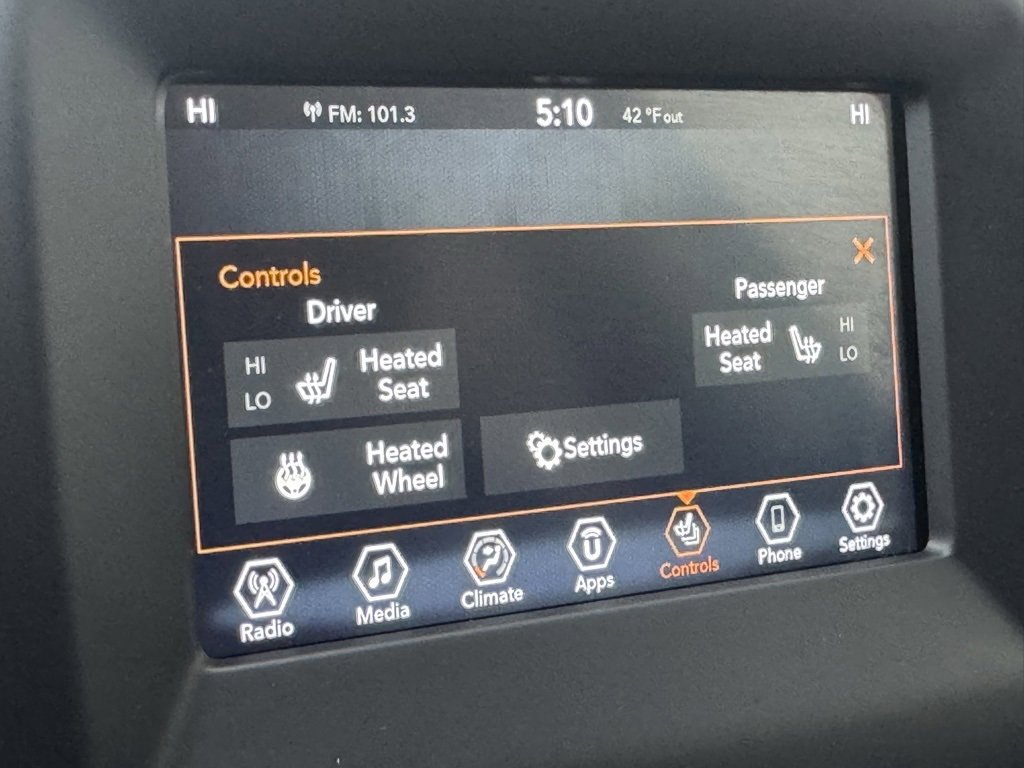 HI FM: 101.3 5:10 42 °F out HI
Controls
Driver
Passenger
HI
LO
Heated
Seat
Heated
Seat
HI
LO
Heated
Wheel
Settings
Radio
Media
Climate
Apps
Controls
Phone
Settings